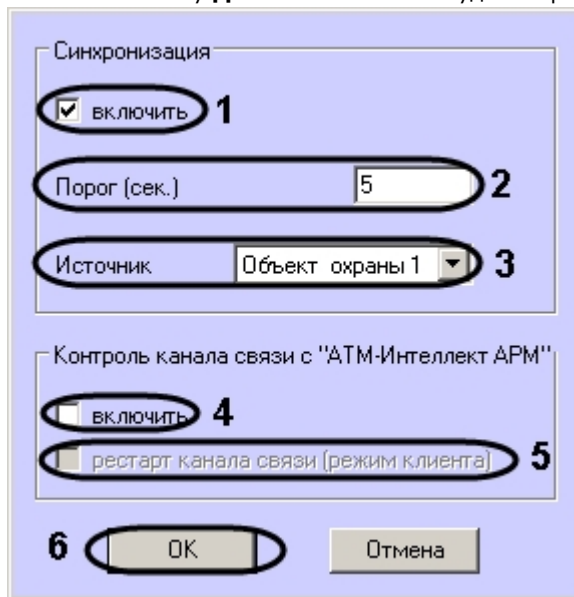 Синхронизация
включить 1
Порог (сек.) 5 2
Источник Объект охраны 1 3
Контроль канала связи с "АТМ-Интеллект АРМ"
включить 4
рестарт канала связи (режим клиента) 5
6 OK Отмена